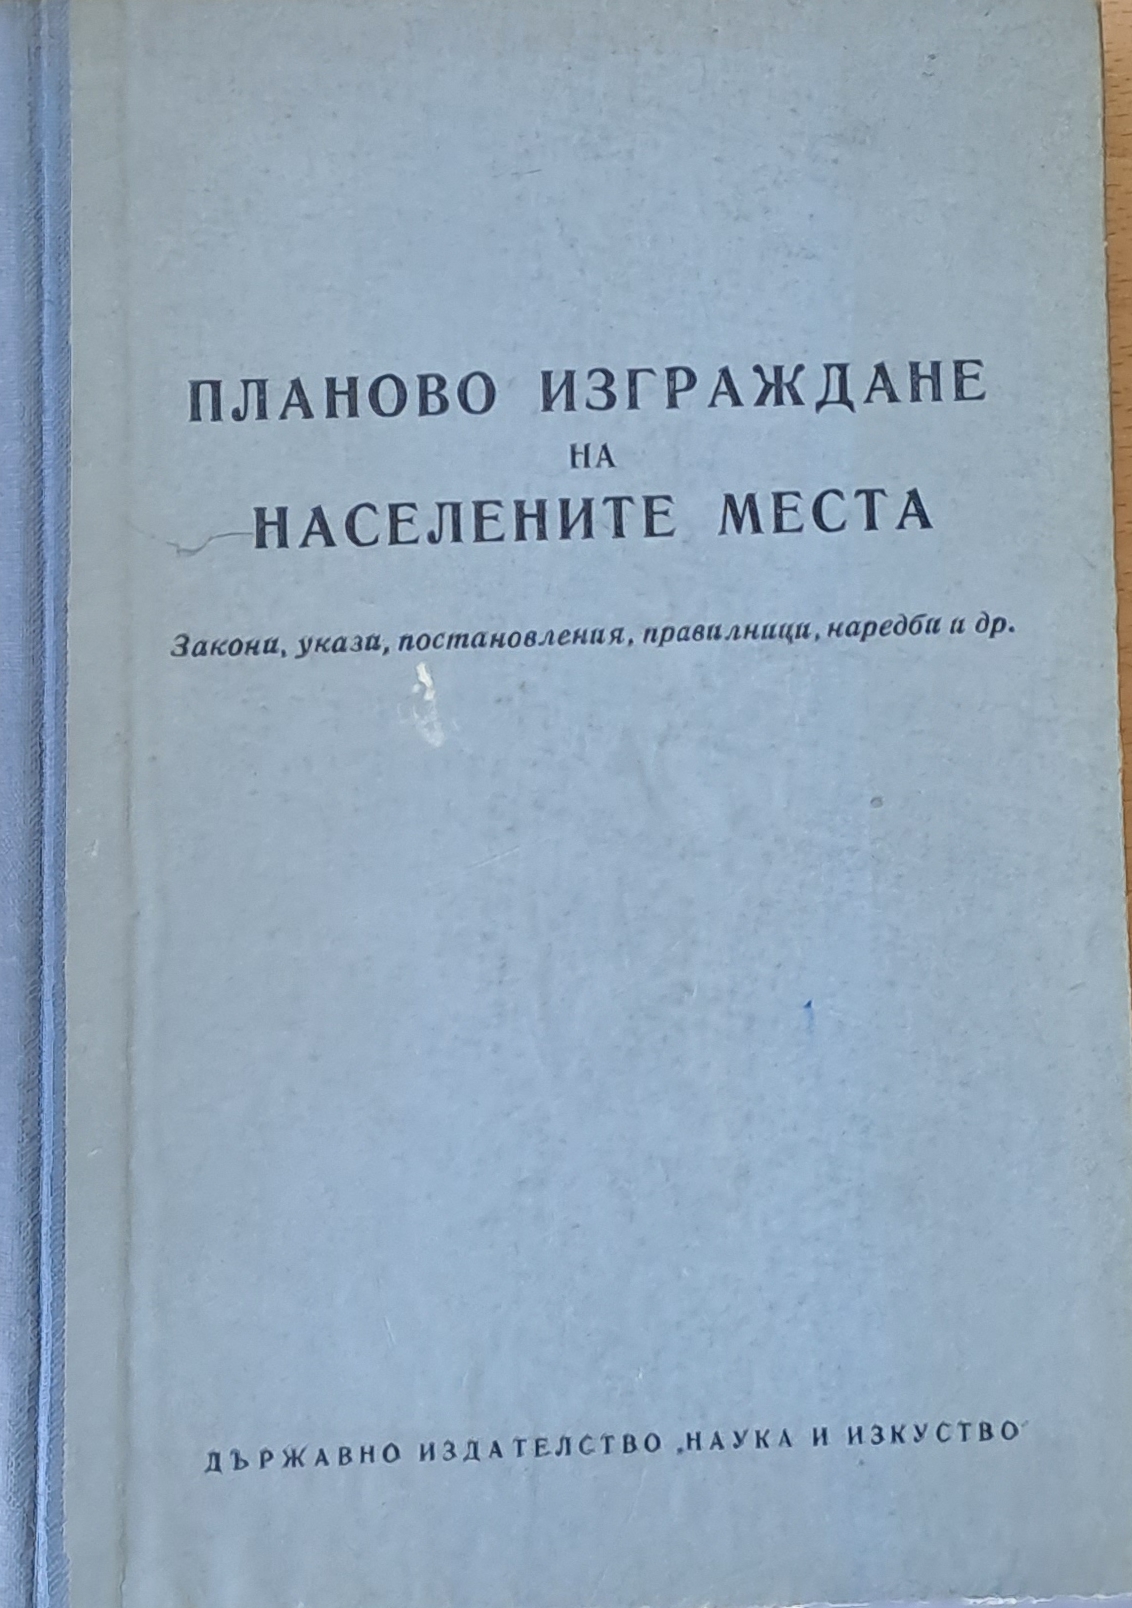 ПЛАНОВО ИЗГРАЖДАНЕ
НА
НАСЕЛЕНИТЕ МЕСТА
Закони, укази, постановления, правилници, наредби и др.
ДЪРЖАВНО ИЗДАТЕЛСТВО „НАУКА И ИЗКУСТВО“